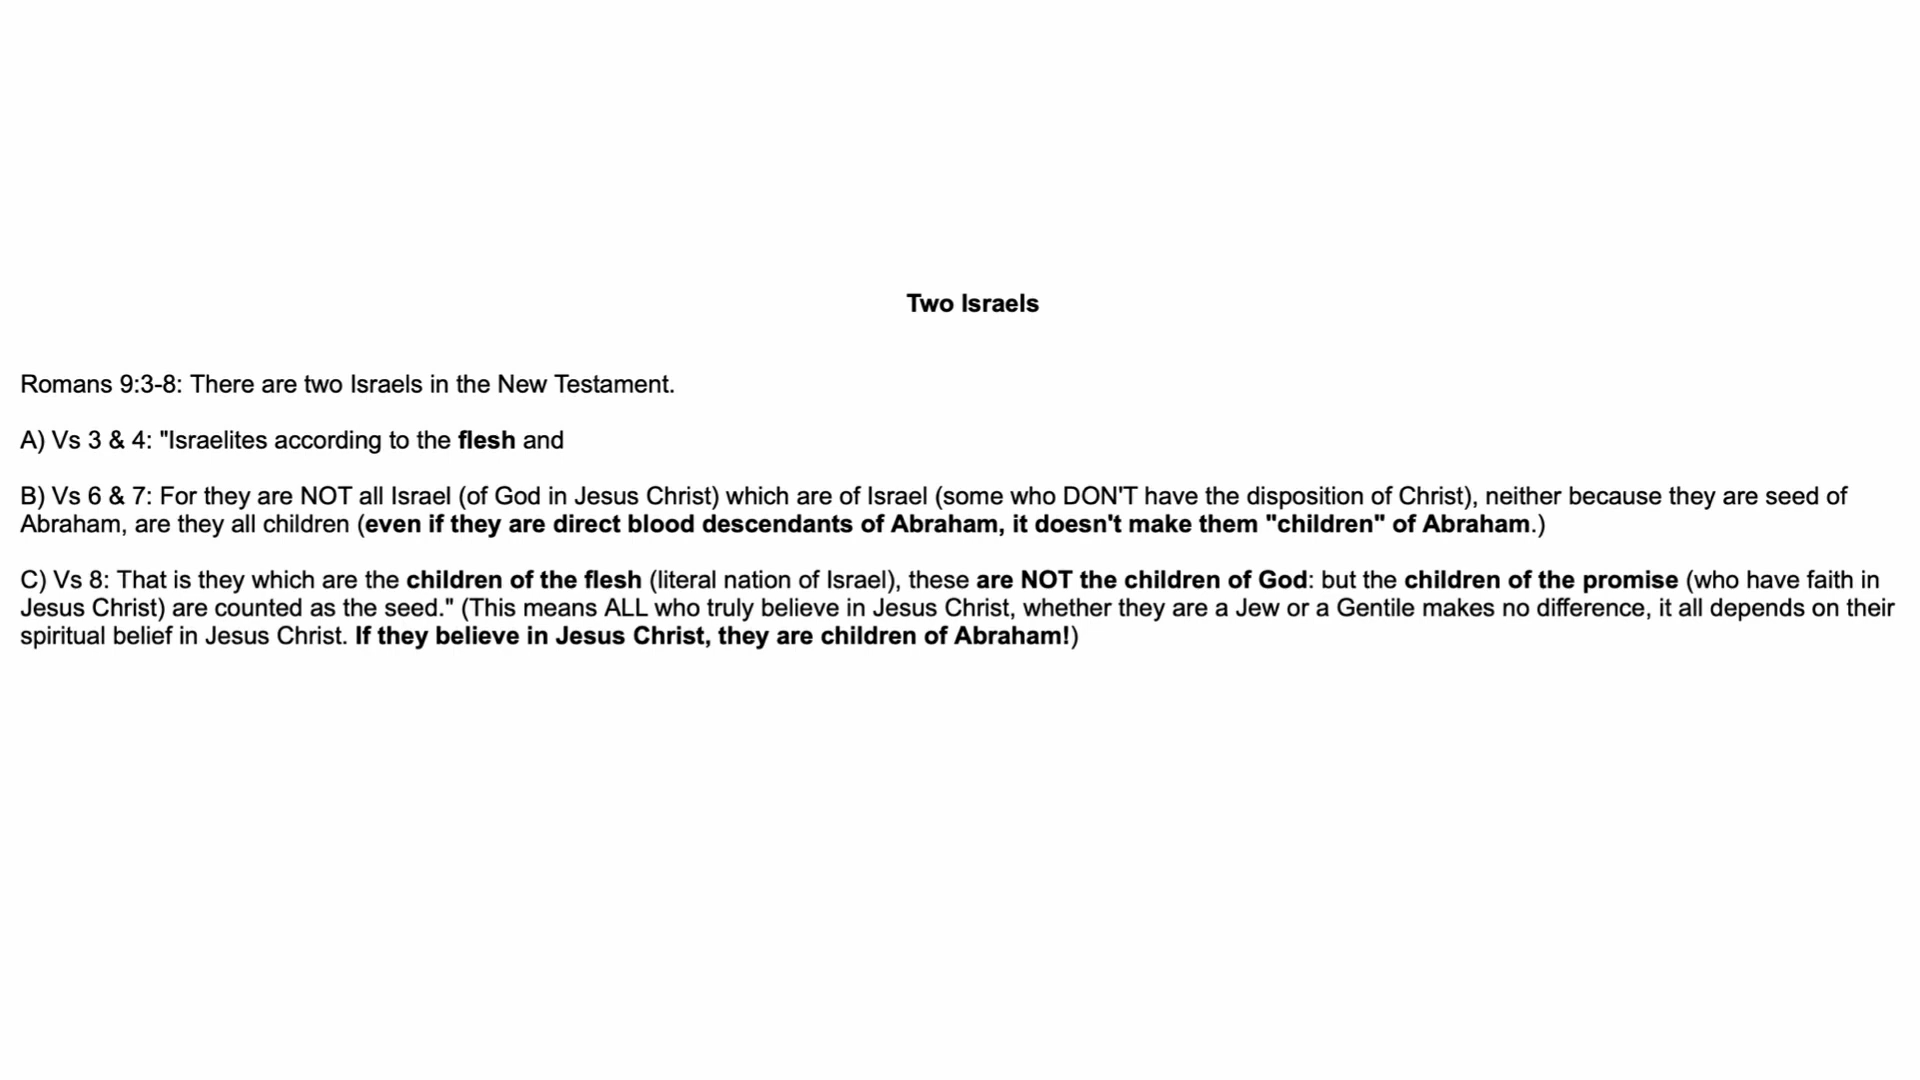 Two Israels
Romans 9:3-8: There are two Israels in the New Testament.
A) Vs 3 & 4: "Israelites according to the flesh and
B) Vs 6 & 7: For they are NOT all Israel (of God in Jesus Christ) which are of Israel (some who DON'T have the disposition of Christ), neither because they are seed of
Abraham, are they all children (even if they are direct blood descendants of Abraham, it doesn't make them "children" of Abraham.)
C) Vs 8: That is they which are the children of the flesh (literal nation of Israel), these are NOT the children of God: but the children of the promise (who have faith in
Jesus Christ) are counted as the seed." (This means ALL who truly believe in Jesus Christ, whether they are a Jew or a Gentile makes no difference, it all depends on their
spiritual belief in Jesus Christ. If they believe in Jesus Christ, they are children of Abraham!)